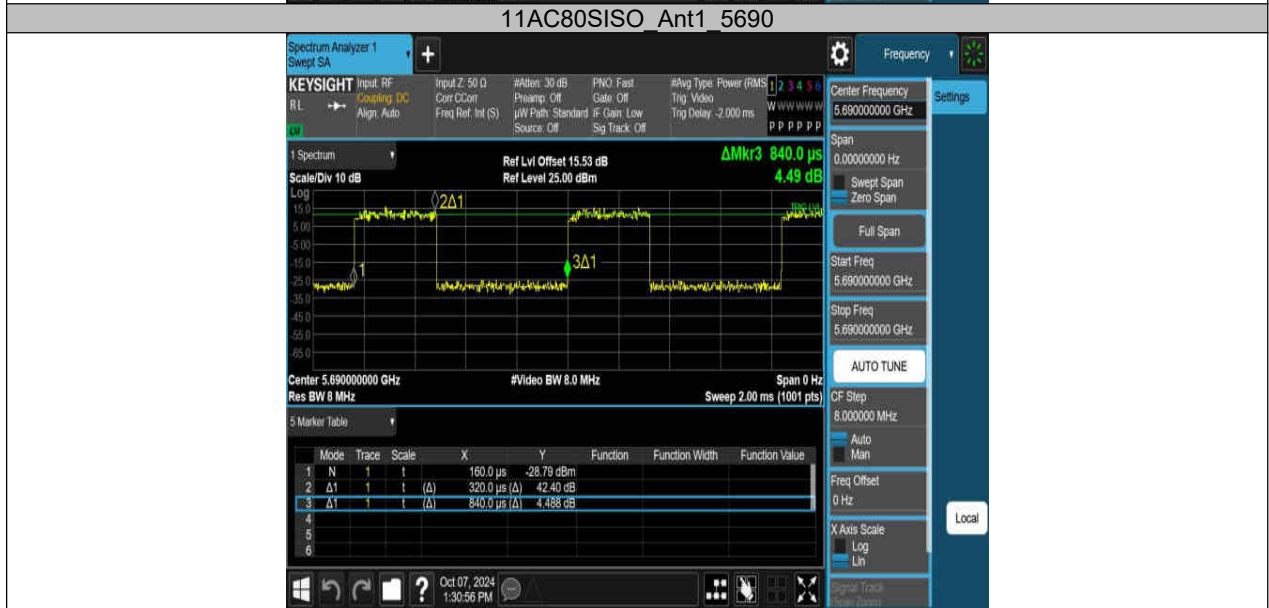 11AC80SISO_Ant1_5690
Spectrum Analyzer 1
Swept SA
+
Frequency
KEYSIGHT
RL
LW
Input: RF
Coupling: DC
Align: Auto
Input Z: 50 Ω
Corr CCorr
Freq Ref: Int (S)
#Atten: 30 dB
Preamp: Off
µW Path: Standard
Source: Off
PNO: Fast
Gate: Off
IF Gain: Low
Sig Track: Off
#Avg Type: Power (RMS
Trig: Video
Trig Delay: -2.000 ms
1 2 3 4 5 6
W W W W W W
P P P P P P
Center Frequency
5.690000000 GHz
Settings
1 Spectrum
Scale/Div 10 dB
Ref Lvl Offset 15.53 dB
Ref Level 25.00 dBm
ΔMkr3 840.0 µs
4.49 dB
Span
0.00000000 Hz
Swept Span
Zero Span
Full Span
Start Freq
5.690000000 GHz
Stop Freq
5.690000000 GHz
AUTO TUNE
CF Step
8.000000 MHz
Auto
Man
Freq Offset
0 Hz
X Axis Scale
Log
Lin
Signal Track
(Span Zoom)
Local
Log
15.0
5.00
-5.00
-15.0
-25.0
-35.0
-45.0
-55.0
-65.0
2Δ1
TRIG LVL
1
3Δ1
Center 5.690000000 GHz
#Video BW 8.0 MHz
Span 0 Hz
Res BW 8 MHz
Sweep 2.00 ms (1001 pts)
5 Marker Table
Mode Trace Scale X Y Function Function Width Function Value
1 N 1 t 160.0 µs -28.79 dBm
2 Δ1 1 t (Δ) 320.0 µs (Δ) 42.40 dB
3 Δ1 1 t (Δ) 840.0 µs (Δ) 4.488 dB
4
5
6
?
Oct 07, 2024
1:30:56 PM